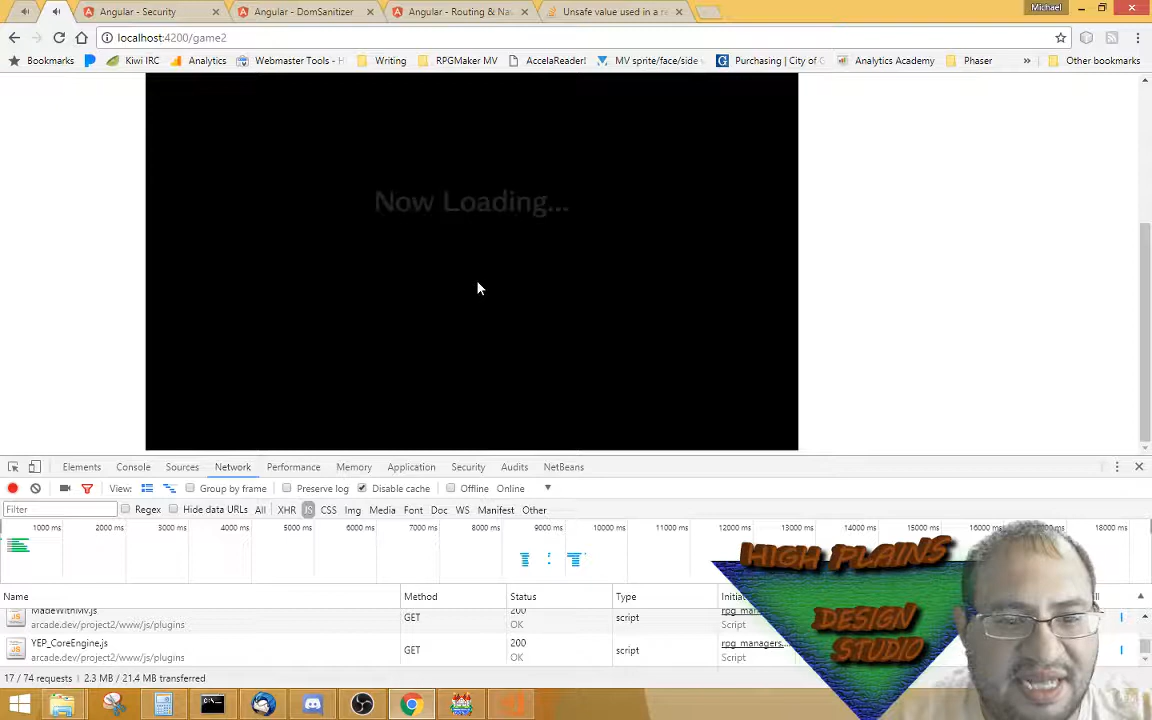 Michael
Angular - Security
Angular - DomSanitizer
Angular - Routing & Na
Unsafe value used in a re
localhost:4200/game2
Bookmarks
Kiwi IRC
Analytics
Webmaster Tools - H
Writing
RPGMaker MV
AccelaReader!
MV sprite/face/side
Purchasing | City of
Analytics Academy
Phaser
»
Other bookmarks
Now Loading...
Elements Console Sources Network Performance Memory Application Security Audits NetBeans
View: Group by frame Preserve log Disable cache Offline Online
Filter Regex Hide data URLs All XHR JS CSS Img Media Font Doc WS Manifest Other
1000 ms 2000 ms 3000 ms 4000 ms 5000 ms 6000 ms 7000 ms 8000 ms 9000 ms 10000 ms 11000 ms 12000 ms 13000 ms 14000 ms 15000 ms 16000 ms 17000 ms 18000 ms
Name Method Status Type
MadeWithMv.js
arcade.dev/project2/www/js/plugins
GET
200
OK
script
rpg_managers
Script
YEP_CoreEngine.js
arcade.dev/project2/www/js/plugins
GET
200
OK
script
rpg_managers...
Script
17 / 74 requests | 2.3 MB / 21.4 MB transferred
HIGH PLAINS
DESIGN
STUDIO